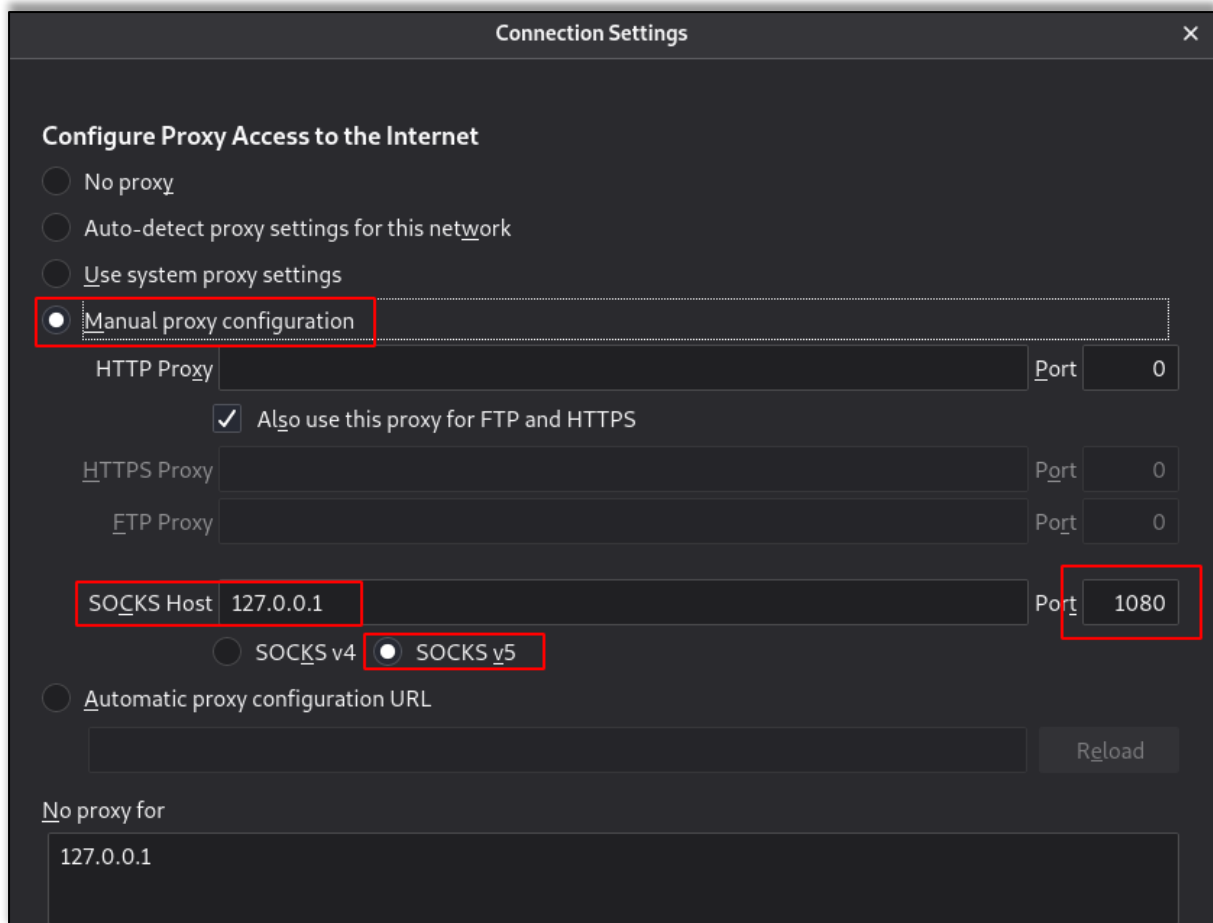 Connection Settings ×
Configure Proxy Access to the Internet
No proxy
Auto-detect proxy settings for this network
Use system proxy settings
Manual proxy configuration
HTTP Proxy Port 0
Also use this proxy for FTP and HTTPS
HTTPS Proxy Port 0
FTP Proxy Port 0
SOCKS Host 127.0.0.1 Port 1080
SOCKS v4 SOCKS v5
Automatic proxy configuration URL
Reload
No proxy for
127.0.0.1